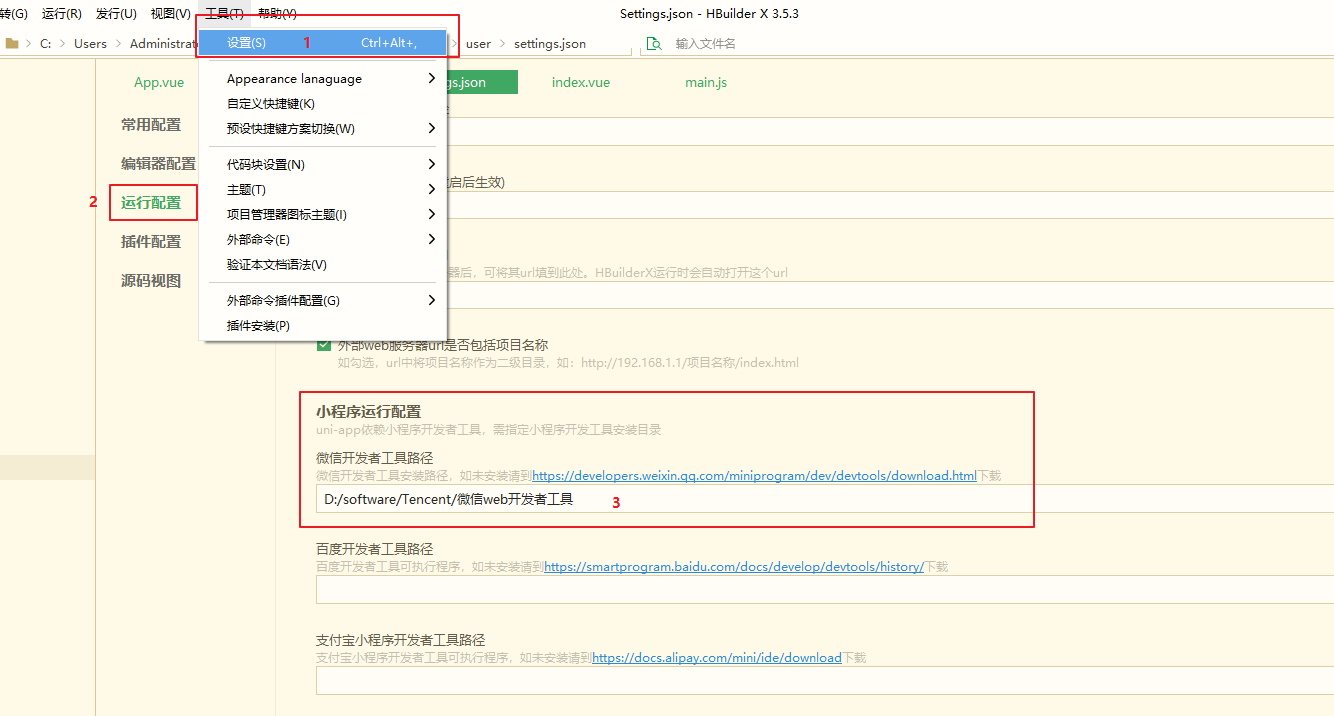 转(G) 运行(R) 发行(U) 视图(V) 工具(T) 帮助(Y) Settings.json - HBuilder X 3.5.3
C: Users Administrat user settings.json 输入文件名
设置(S) 1 Ctrl+Alt+,
App.vue gs.json index.vue main.js
Appearance lanaguage
自定义快捷键(K)
预设快捷键方案切换(W)
代码块设置(N)
主题(T)
项目管理器图标主题(I)
外部命令(E)
验证本文档语法(V)
外部命令插件配置(G)
插件安装(P)
常用配置
编辑器配置
2 运行配置
插件配置
源码视图
启后生效)
器后，可将其url填到此处。HBuilderX运行时会自动打开这个url
外部web服务器url是否包括项目名称
如勾选，url中将项目名称作为二级目录，如：http://192.168.1.1/项目名称/index.html
小程序运行配置
uni-app依赖小程序开发者工具，需指定小程序开发工具安装目录
微信开发者工具路径
微信开发者工具安装路径，如未安装请到https://developers.weixin.qq.com/miniprogram/dev/devtools/download.html下载
D:/software/Tencent/微信web开发者工具 3
百度开发者工具路径
百度开发者工具可执行程序，如未安装请到https://smartprogram.baidu.com/docs/develop/devtools/history/下载
支付宝小程序开发者工具路径
支付宝小程序开发者工具可执行程序，如未安装请到https://docs.alipay.com/mini/ide/download下载